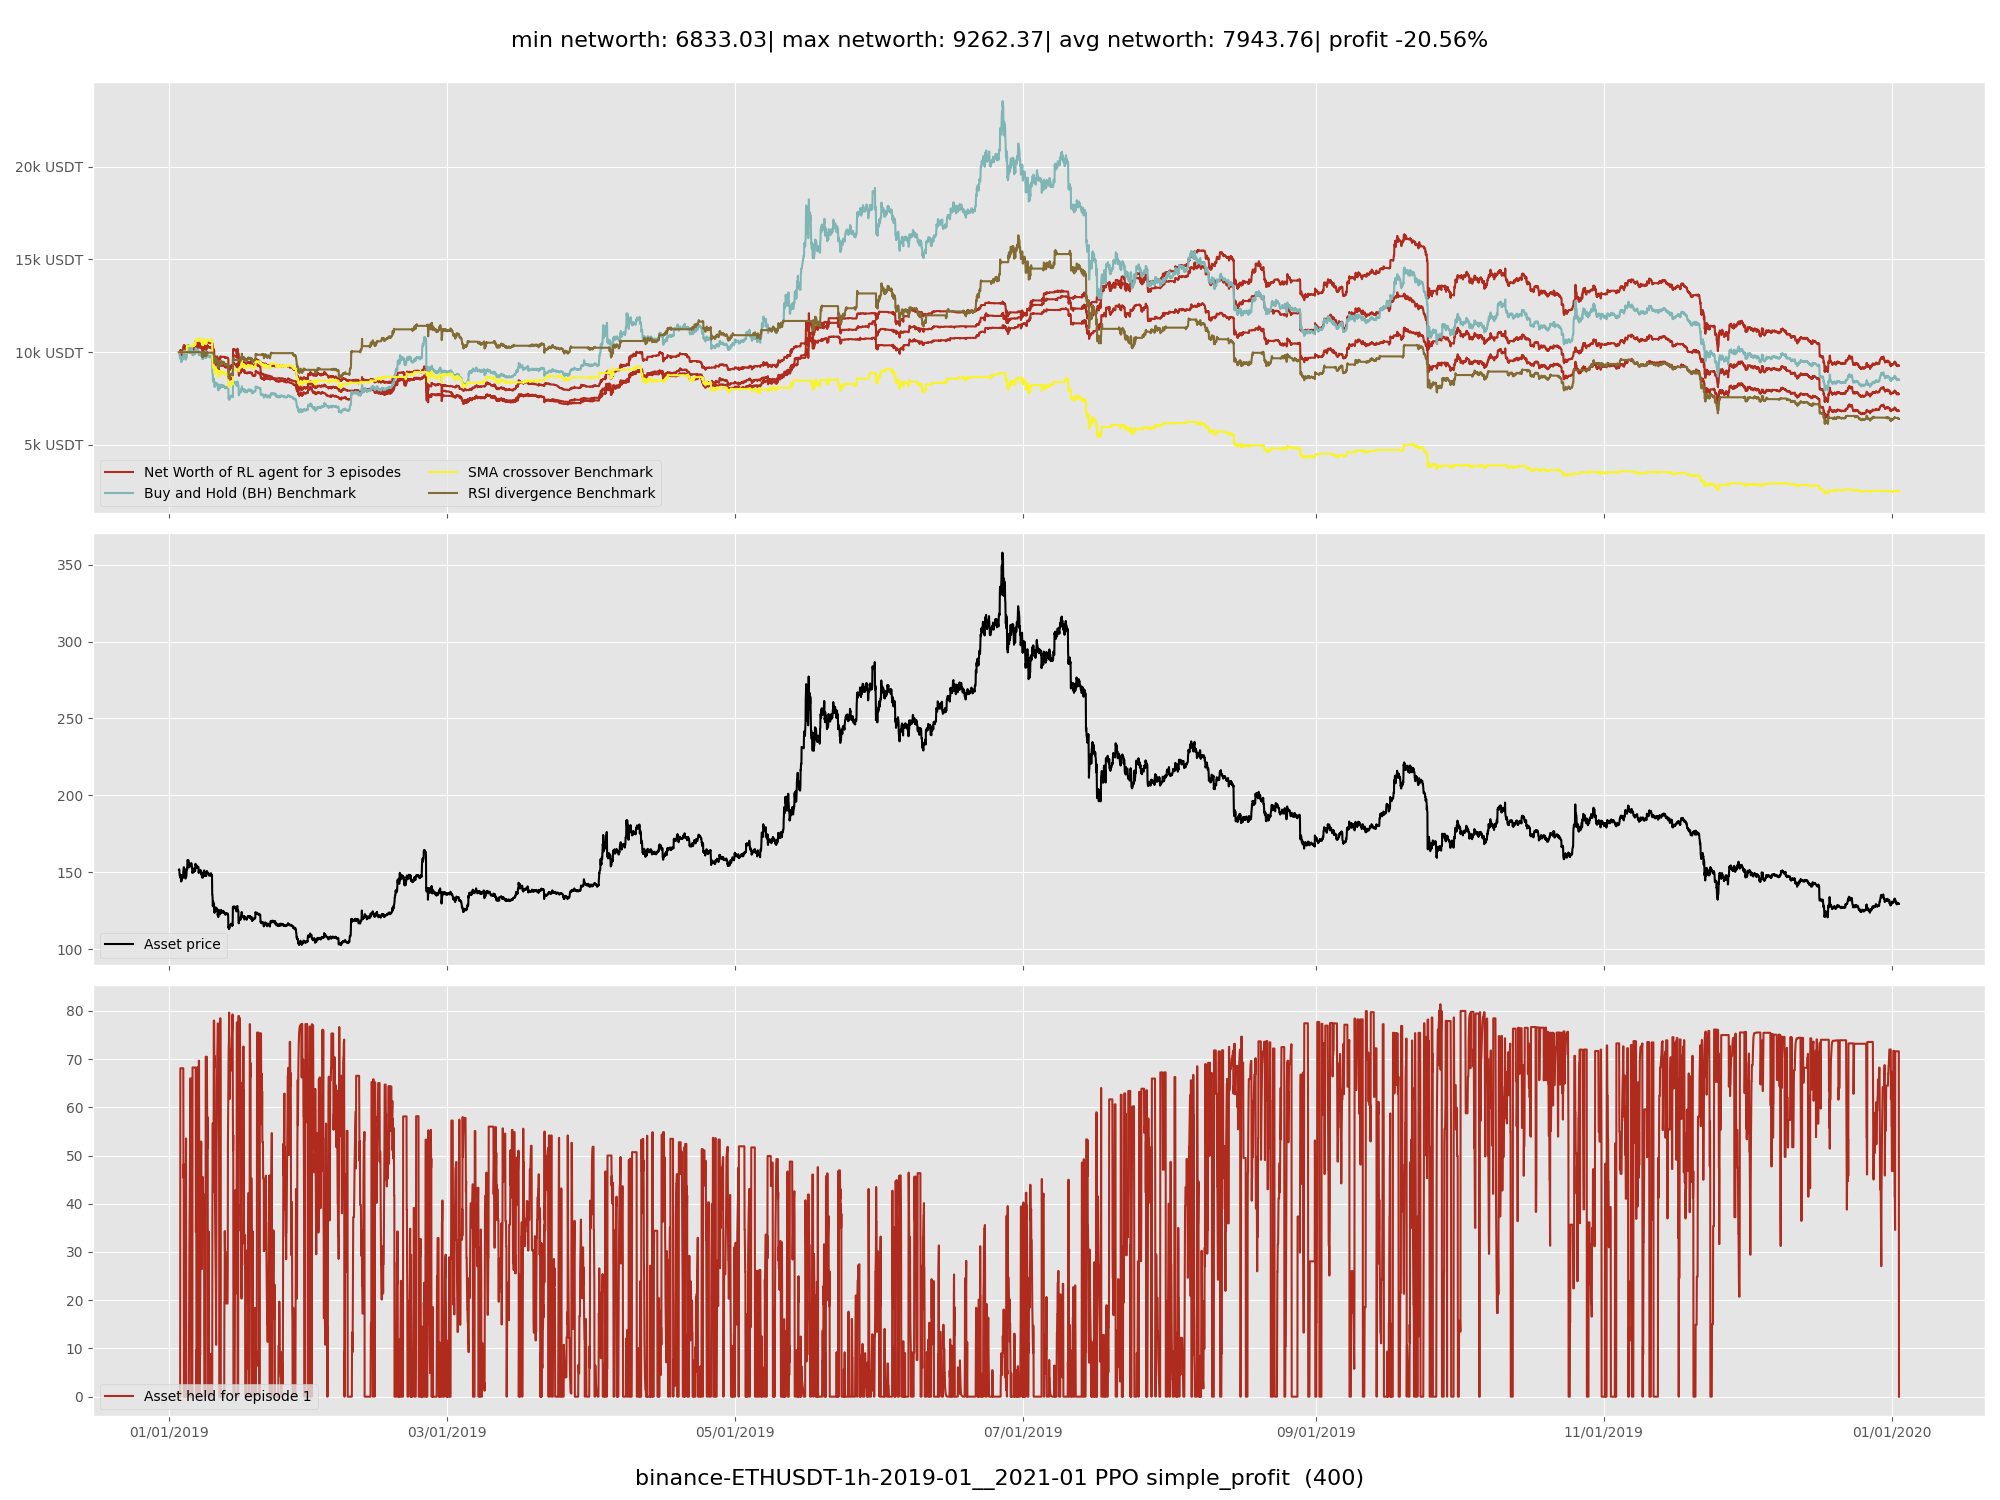 min networth: 6833.03| max networth: 9262.37| avg networth: 7943.76| profit -20.56%
20k USDT
15k USDT
10k USDT
5k USDT
Net Worth of RL agent for 3 episodes
Buy and Hold (BH) Benchmark
SMA crossover Benchmark
RSI divergence Benchmark
350
300
250
200
150
100
Asset price
80
70
60
50
40
30
20
10
0
Asset held for episode 1
01/01/2019 03/01/2019 05/01/2019 07/01/2019 09/01/2019 11/01/2019 01/01/2020
binance-ETHUSDT-1h-2019-01__2021-01 PPO simple_profit (400)